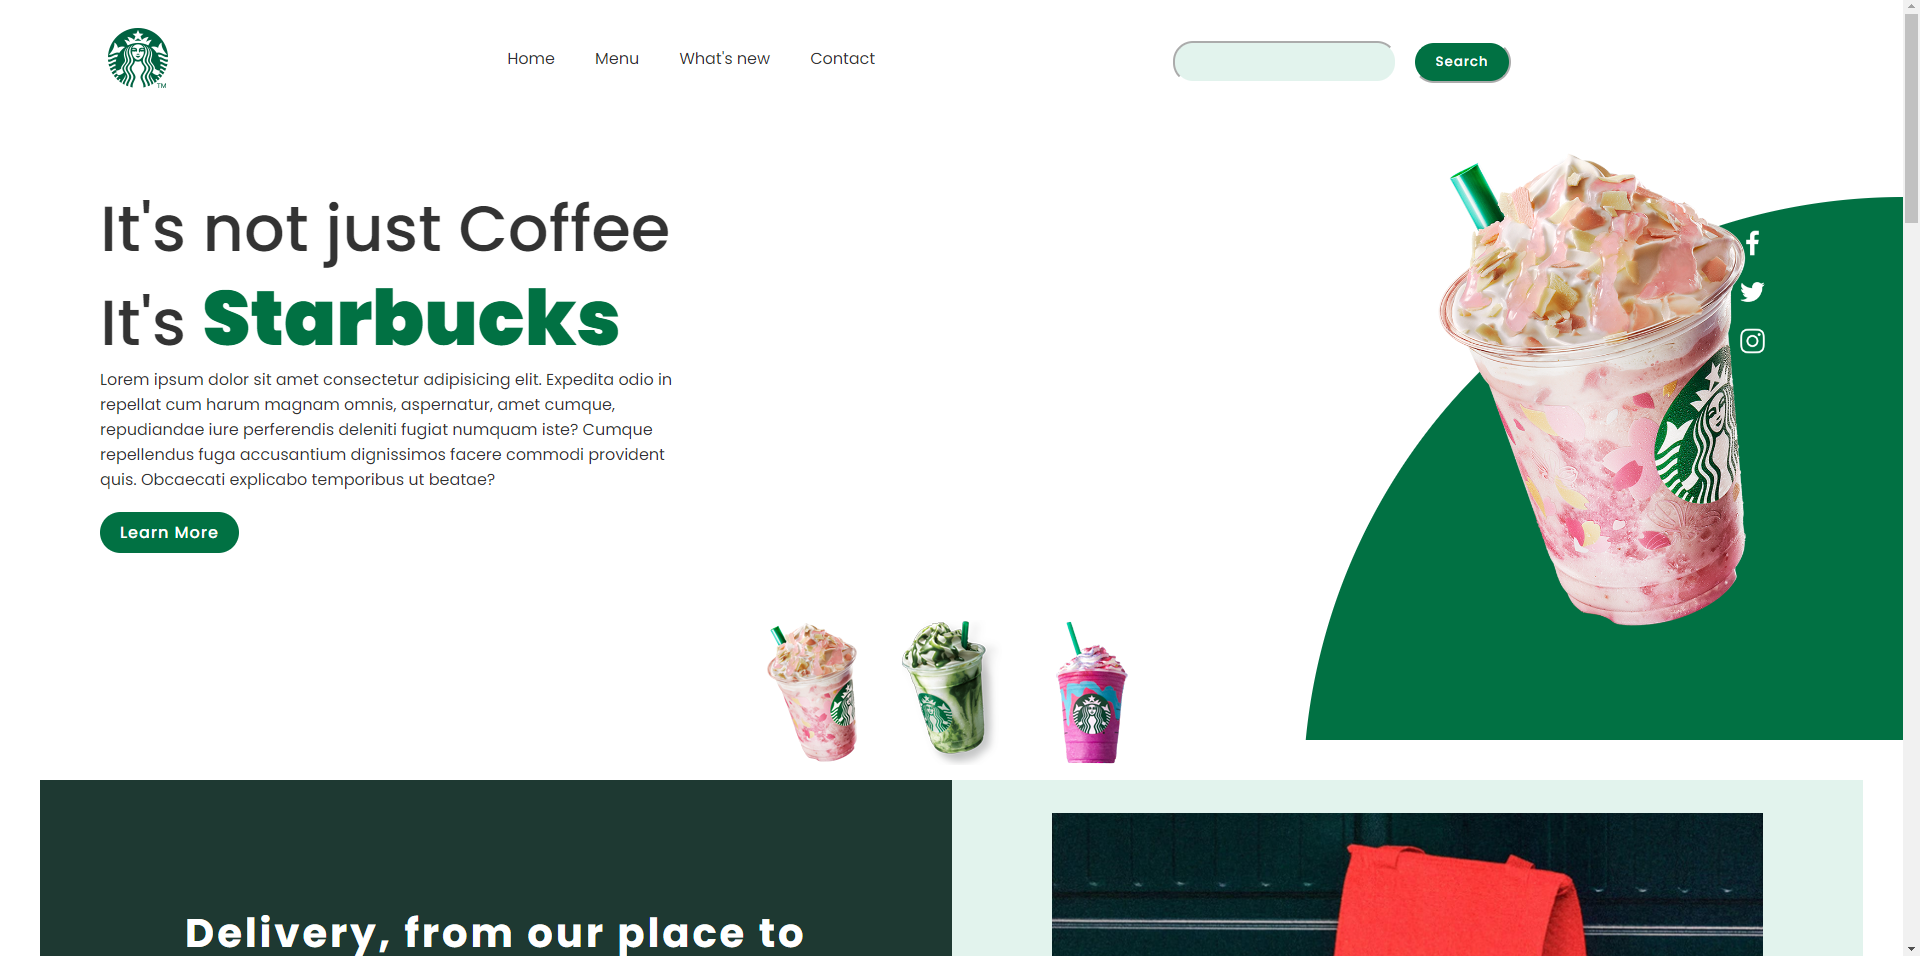 TM
Home
Menu
What's new
Contact
Search
It's not just Coffee
It's Starbucks
Lorem ipsum dolor sit amet consectetur adipisicing elit. Expedita odio in
repellat cum harum magnam omnis, aspernatur, amet cumque,
repudiandae iure perferendis deleniti fugiat numquam iste? Cumque
repellendus fuga accusantium dignissimos facere commodi provident
quis. Obcaecati explicabo temporibus ut beatae?
Learn More
Delivery, from our place to